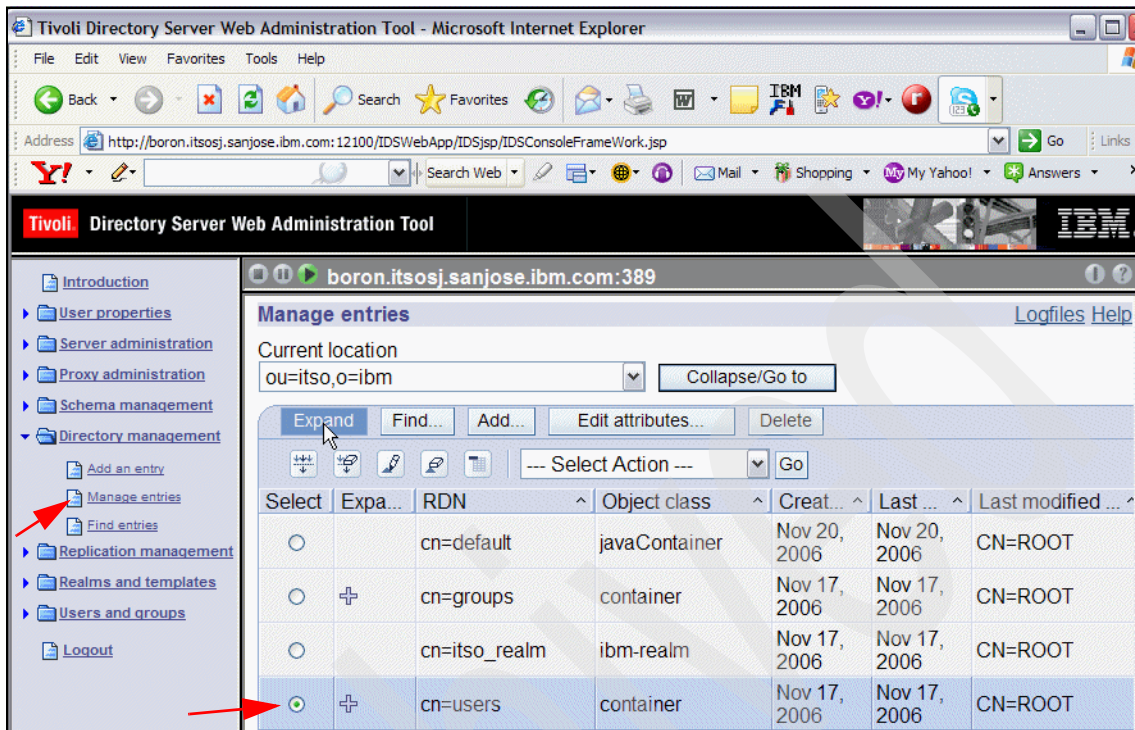 Tivoli Directory Server Web Administration Tool - Microsoft Internet Explorer
File Edit View Favorites Tools Help
Back Search Favorites IBM
Address http://boron.itsosj.sanjose.ibm.com:12100/IDSWebApp/IDSjsp/IDSConsoleFrameWork.jsp Go Links
Y! Search Web Mail Shopping My Yahoo! Answers
Tivoli. Directory Server Web Administration Tool IBM.
boron.itsosj.sanjose.ibm.com:389
Introduction
User properties
Server administration
Proxy administration
Schema management
Directory management
Add an entry
Manage entries
Find entries
Replication management
Realms and templates
Users and groups
Logout
Manage entries Logfiles Help
Current location
ou=itso,o=ibm Collapse/Go to
Expand Find... Add... Edit attributes... Delete
--- Select Action --- Go
Select Expa... RDN Object class Creat... Last ... Last modified ...
cn=default javaContainer Nov 20, 2006 Nov 20, 2006 CN=ROOT
cn=groups container Nov 17, 2006 Nov 17, 2006 CN=ROOT
cn=itso_realm ibm-realm Nov 17, 2006 Nov 17, 2006 CN=ROOT
cn=users container Nov 17, 2006 Nov 17, 2006 CN=ROOT